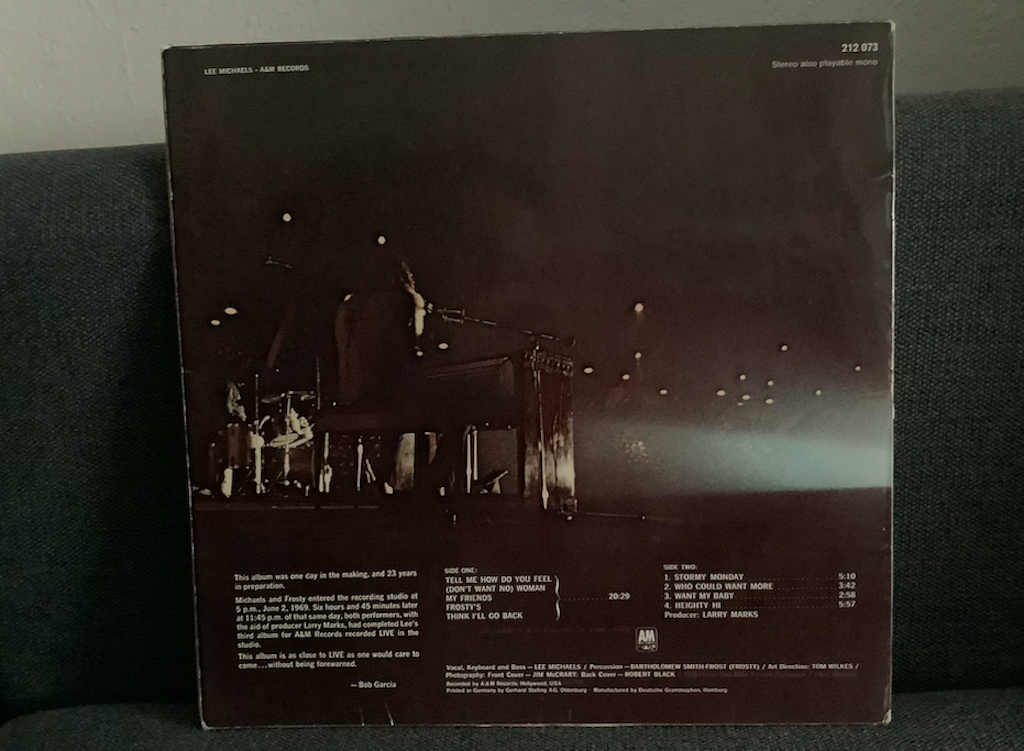 LEE MICHAELS - A&M RECORDS
212 073
Stereo also playable mono
This album was one day in the making, and 23 years
in preparation.
Michaels and Frosty entered the recording studio at
5 p.m., June 2, 1969. Six hours and 45 minutes later
at 11:45 p.m. of that same day, both performers, with
the aid of producer Larry Marks, had completed Lee's
third album for A&M Records recorded LIVE in the
studio.
This album is as close to LIVE as one would care to
come...without being forewarned.
—Bob Garcia
SIDE ONE:
TELL ME HOW DO YOU FEEL
(DON'T WANT NO) WOMAN
MY FRIENDS 20:29
FROSTY'S
THINK I'LL GO BACK
SIDE TWO:
1. STORMY MONDAY 5:10
2. WHO COULD WANT MORE 3:42
3. WANT MY BABY 2:58
4. HEIGHTY HI 5:57
Producer: LARRY MARKS
AM
Vocal, Keyboard and Bass—LEE MICHAELS / Percussion—BARTHOLOMEW SMITH-FROST (FROSTY) / Art Direction: TOM WILKES /
Photography: Front Cover—JIM McCRARY: Back Cover—ROBERT BLACK
Recorded by A&M Records, Hollywood, USA
Printed in Germany by Gerhard Stalling AG, Oldenburg Manufactured by Deutsche Grammophon, Hamburg